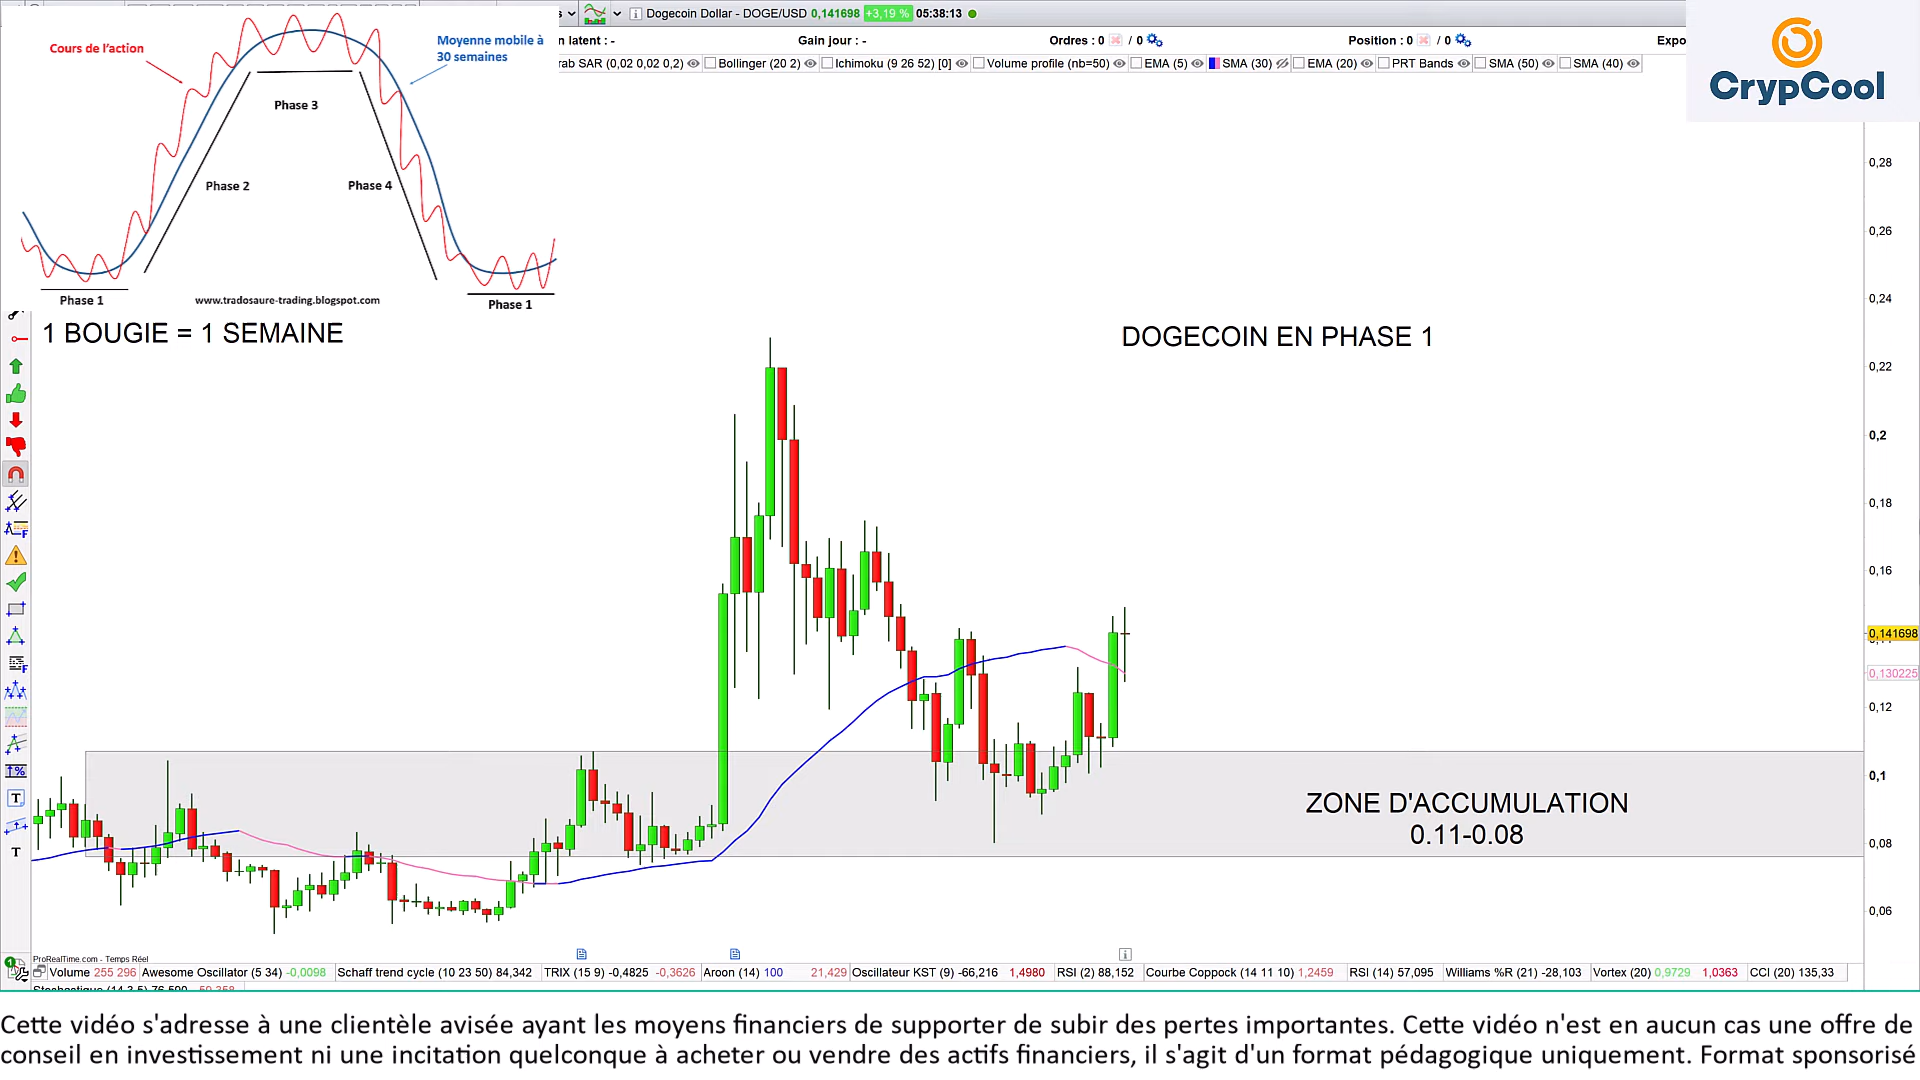 Dogecoin Dollar - DOGE/USD 0,141698 +3,19 % 05:38:13
n latent : -
Gain jour : -
Ordres : 0 / 0
Position : 0 / 0
Expo
rab SAR (0,02 0,02 0,2)
Bollinger (20 2)
Ichimoku (9 26 52) [0]
Volume profile (nb=50)
EMA (5)
SMA (30)
EMA (20)
PRT Bands
SMA (50)
SMA (40)
CrypCool
Cours de l'action
Moyenne mobile à
30 semaines
Phase 3
Phase 2
Phase 4
Phase 1
www.tradosaure-trading.blogspot.com
Phase 1
1 BOUGIE = 1 SEMAINE
DOGECOIN EN PHASE 1
0,28
0,26
0,24
0,22
0,2
0,18
0,16
0,141698
0,130225
0,12
0,1
0,08
0,06
ZONE D'ACCUMULATION
0.11-0.08
ProRealTime.com - Temps Réel
Volume 255 296 Awesome Oscillator (5 34) -0,0098 Schaff trend cycle (10 23 50) 84,342 TRIX (15 9) -0,4825 -0,3626 Aroon (14) 100 21,429 Oscillateur KST (9) -66,216 1,4980 RSI (2) 88,152 Courbe Coppock (14 11 10) 1,2459 RSI (14) 57,095 Williams %R (21) -28,103 Vortex (20) 0,9729 1,0363 CCI (20) 135,33
Cette vidéo s'adresse à une clientèle avisée ayant les moyens financiers de supporter de subir des pertes importantes. Cette vidéo n'est en aucun cas une offre de
conseil en investissement ni une incitation quelconque à acheter ou vendre des actifs financiers, il s'agit d'un format pédagogique uniquement. Format sponsorisé